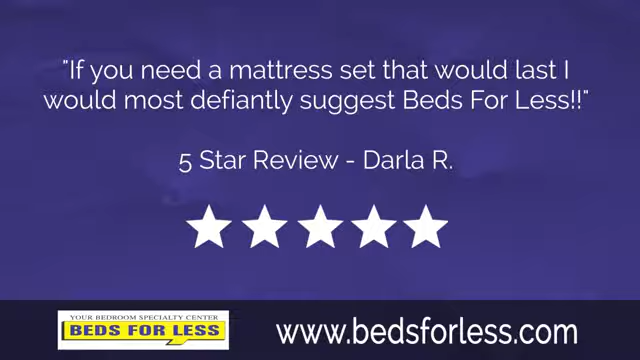 "If you need a mattress set that would last I
would most defiantly suggest Beds For Less!!"
5 Star Review - Darla R.
YOUR BEDROOM SPECIALTY CENTER
BEDS FOR LESS
www.bedsforless.com